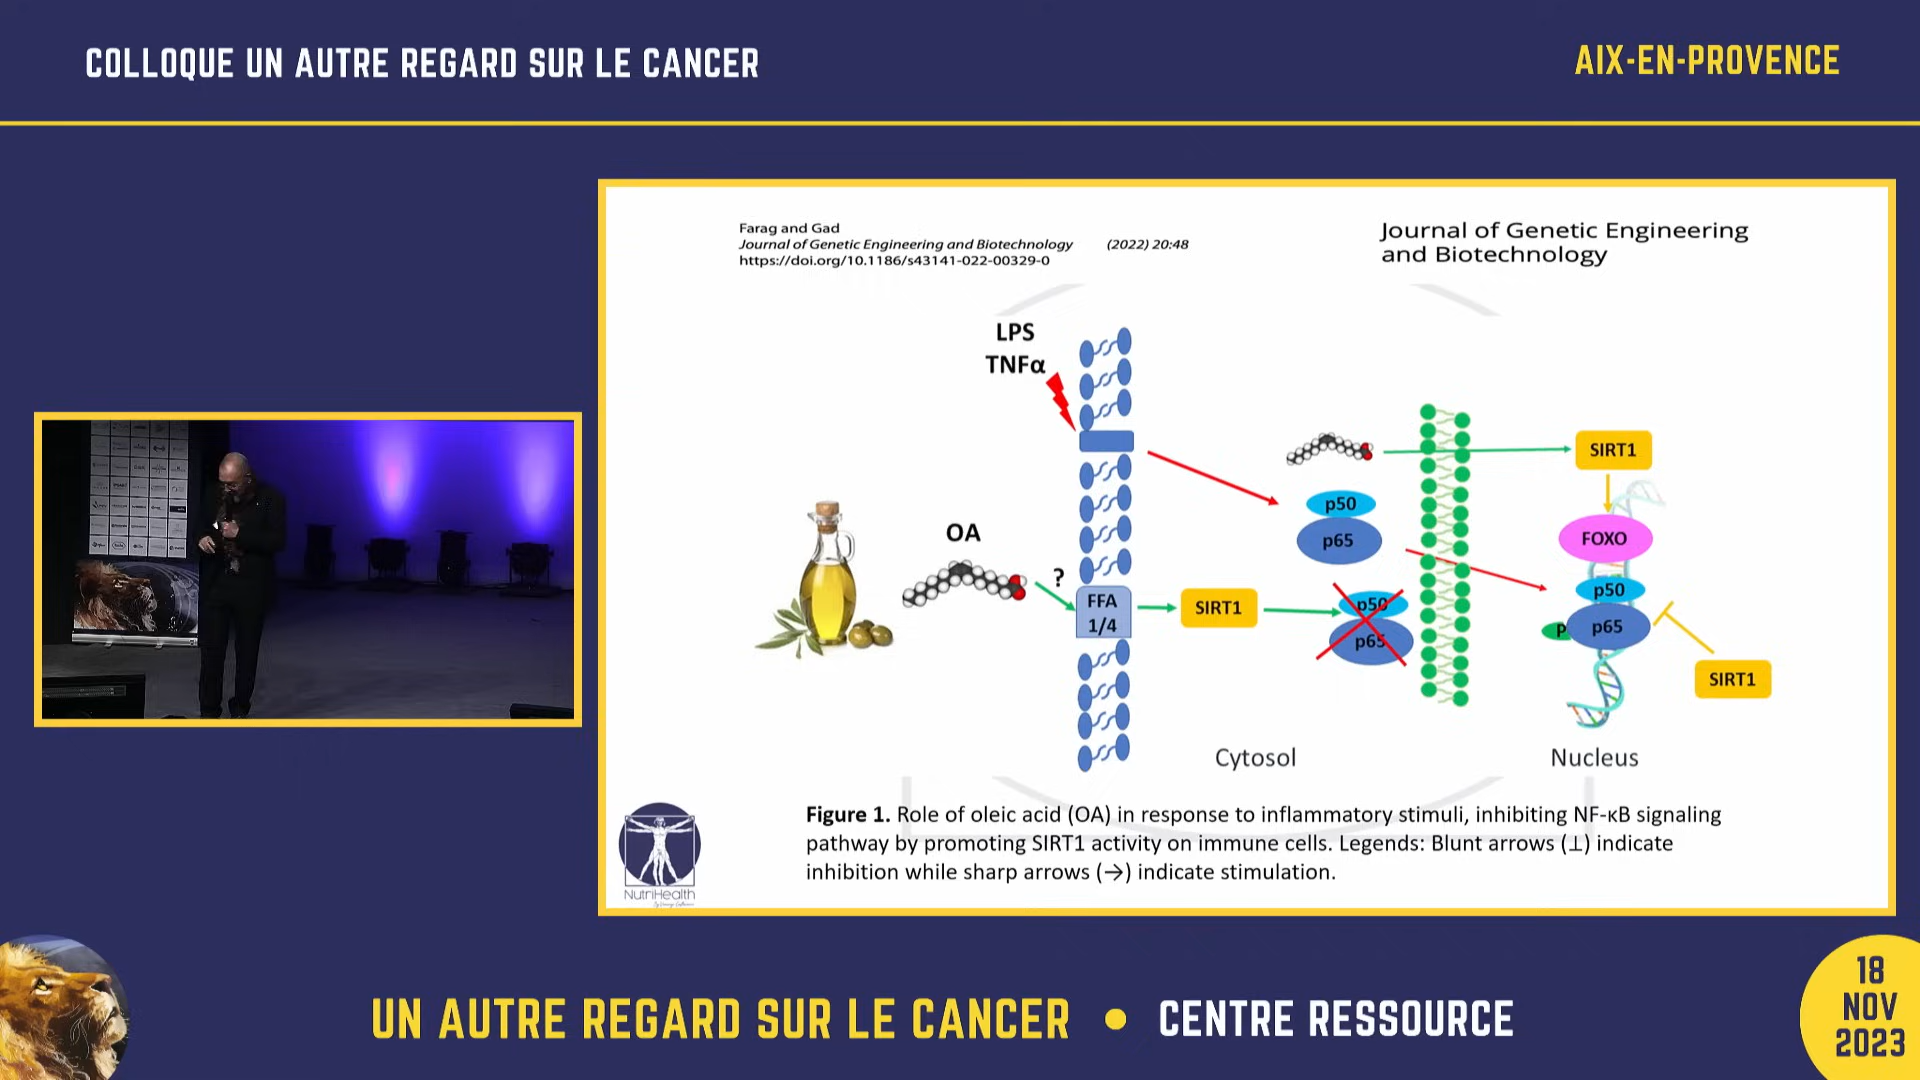 COLLOQUE UN AUTRE REGARD SUR LE CANCER
AIX-EN-PROVENCE
Farag and Gad
Journal of Genetic Engineering and Biotechnology (2022) 20:48
https://doi.org/10.1186/s43141-022-00329-0
Journal of Genetic Engineering
and Biotechnology
LPS
TNFα
OA
?
FFA
1/4
SIRT1
p50
p65
p50
p65
SIRT1
FOXO
p50
p65
p
SIRT1
Cytosol
Nucleus
Figure 1. Role of oleic acid (OA) in response to inflammatory stimuli, inhibiting NF-κB signaling
pathway by promoting SIRT1 activity on immune cells. Legends: Blunt arrows (⊥) indicate
inhibition while sharp arrows (→) indicate stimulation.
NutriHealth
UN AUTRE REGARD SUR LE CANCER • CENTRE RESSOURCE
18
NOV
2023